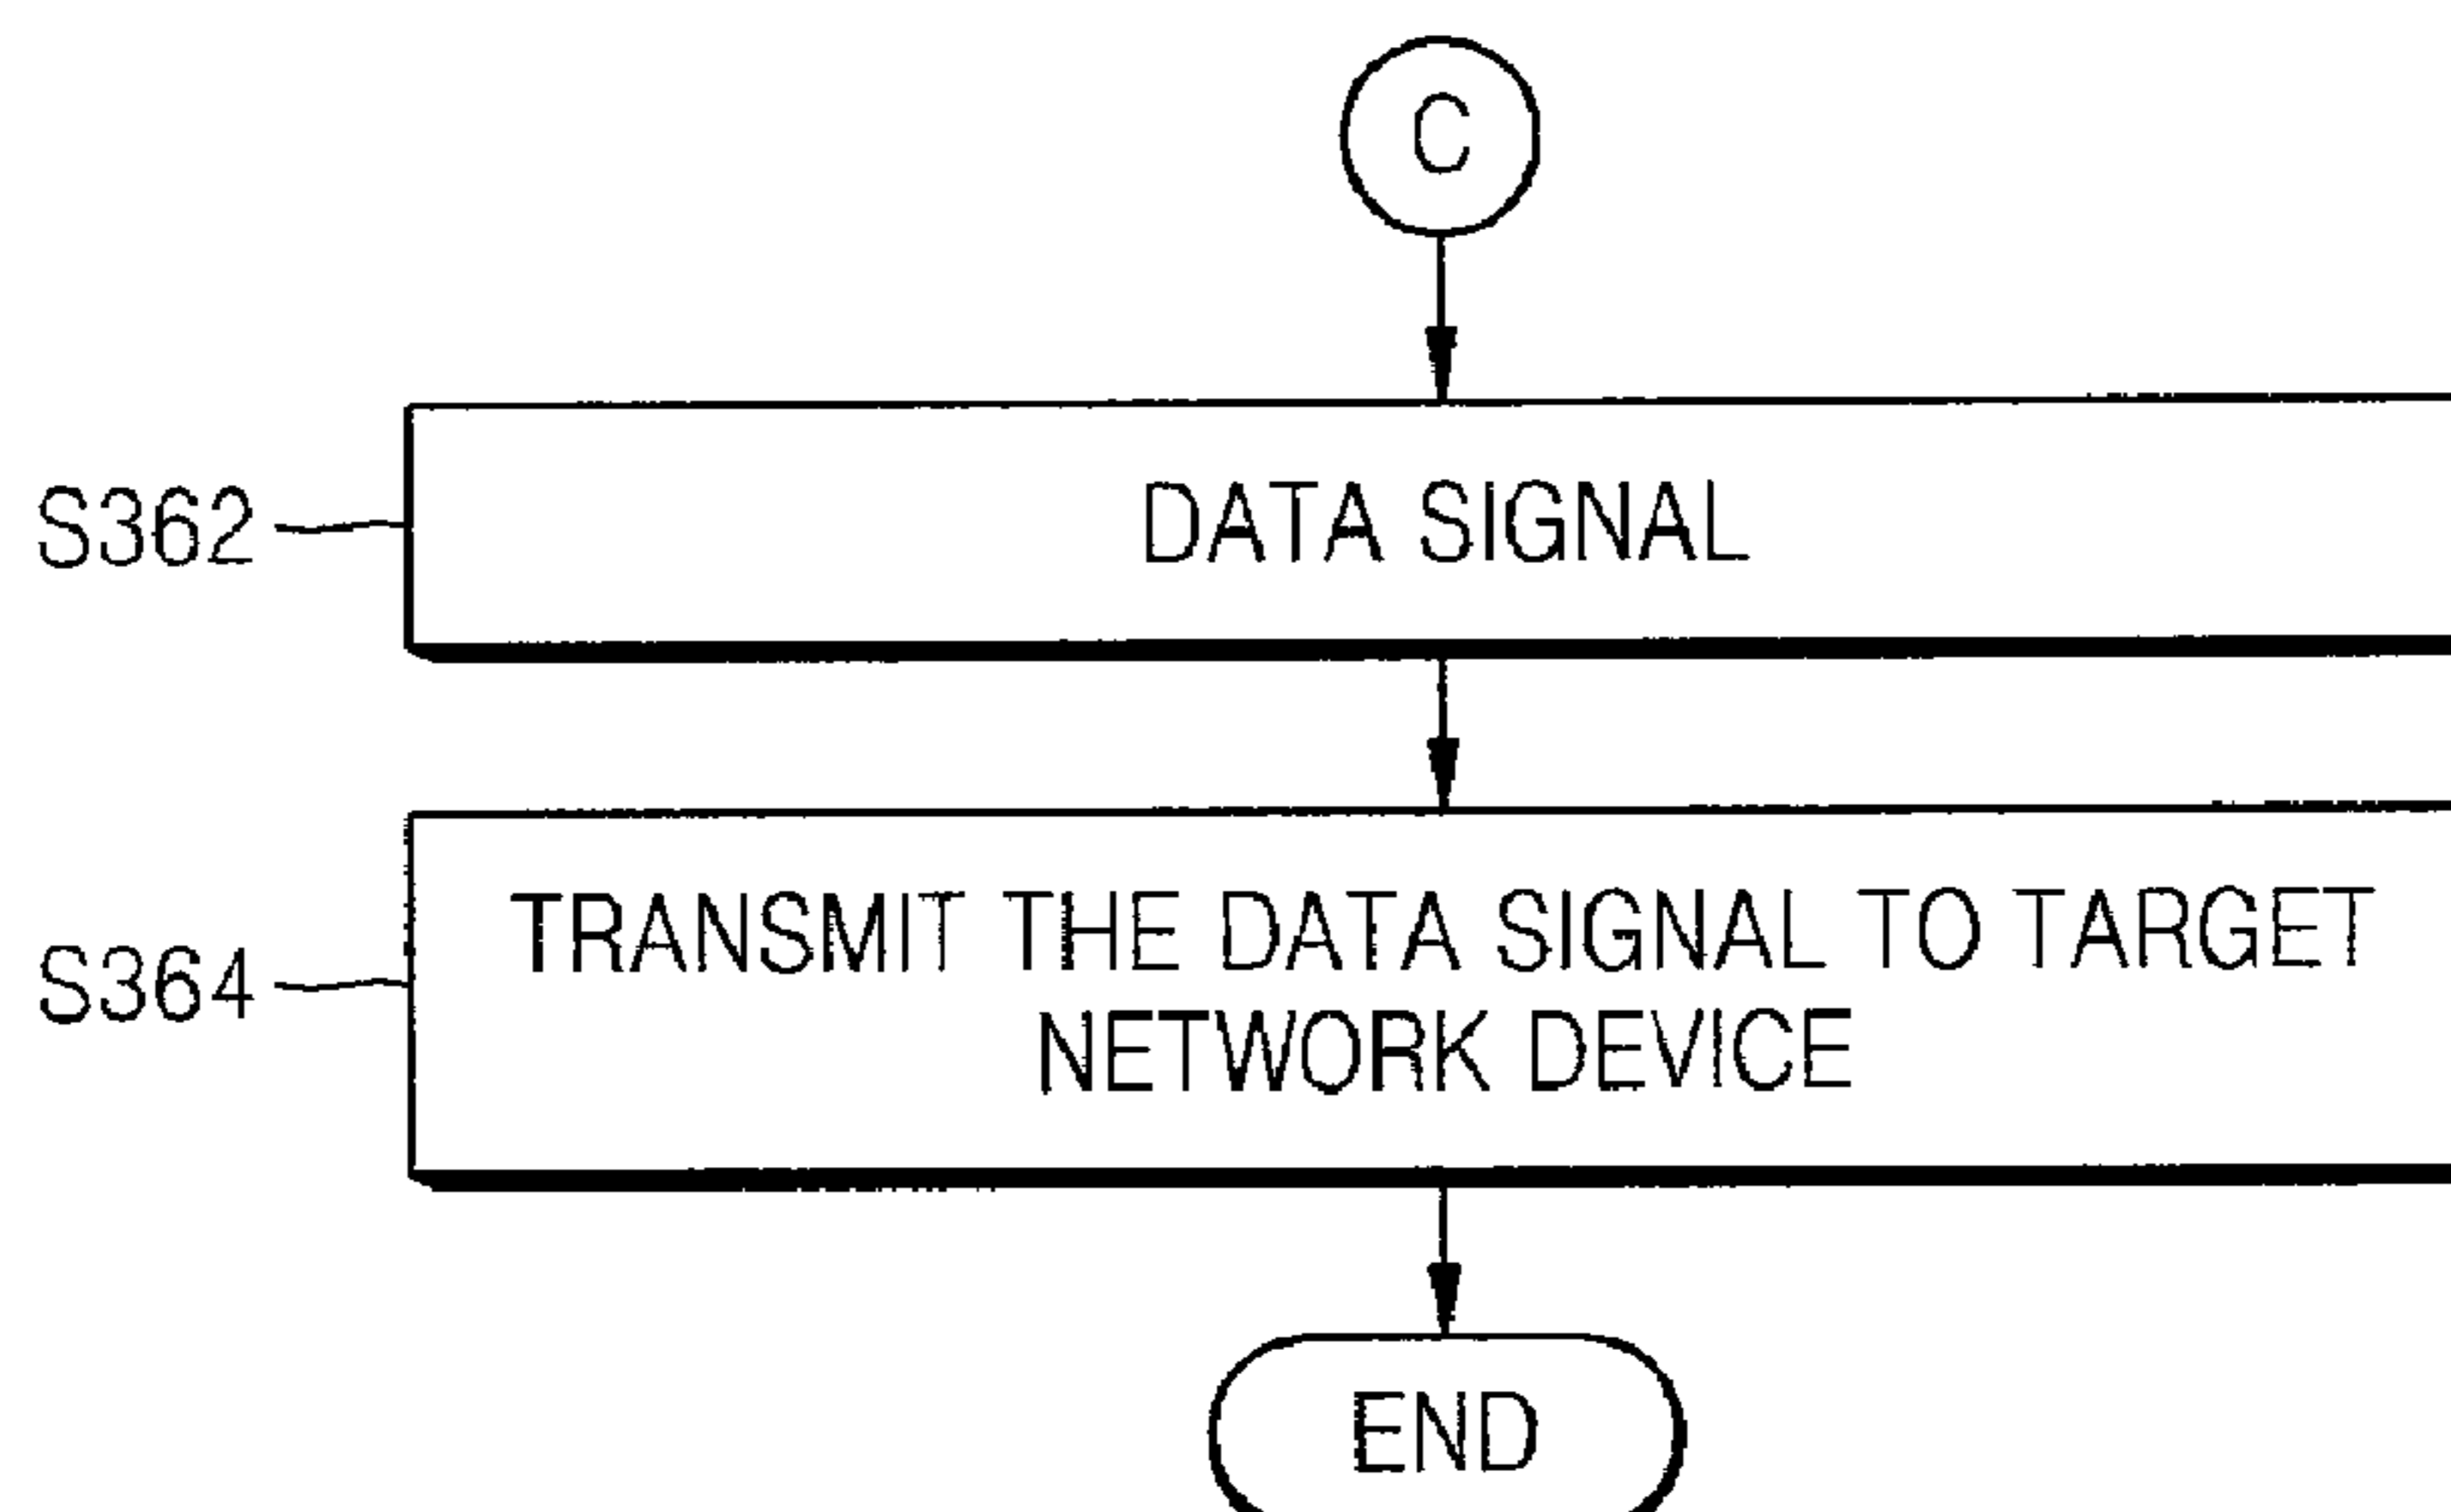 C
S362
DATA SIGNAL
S364
TRANSMIT THE DATA SIGNAL TO TARGET
NETWORK DEVICE
END